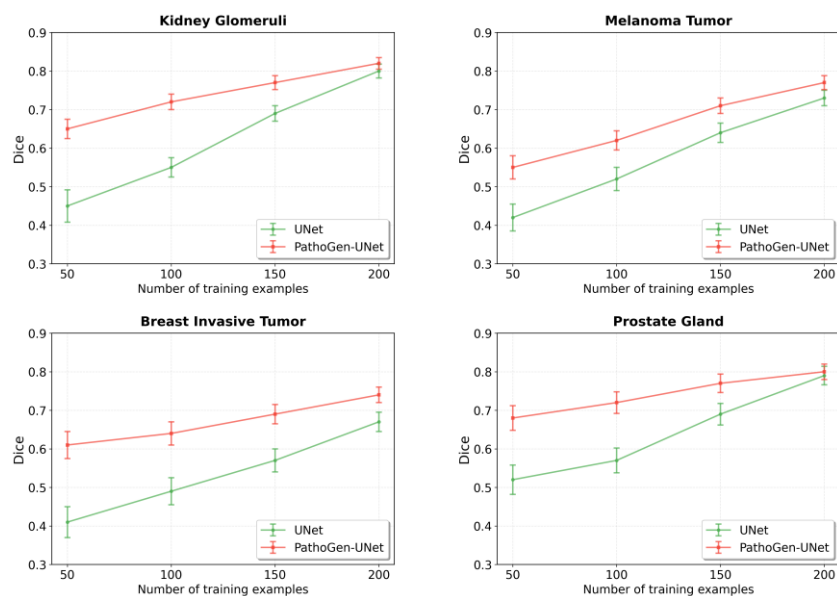 Kidney Glomeruli
0.9
0.8
0.7
0.6
0.5
0.4
0.3
Dice
50 100 150 200
Number of training examples
UNet
PathoGen-UNet
Melanoma Tumor
0.9
0.8
0.7
0.6
0.5
0.4
0.3
Dice
50 100 150 200
Number of training examples
UNet
PathoGen-UNet
Breast Invasive Tumor
0.9
0.8
0.7
0.6
0.5
0.4
0.3
Dice
50 100 150 200
Number of training examples
UNet
PathoGen-UNet
Prostate Gland
0.9
0.8
0.7
0.6
0.5
0.4
0.3
Dice
50 100 150 200
Number of training examples
UNet
PathoGen-UNet